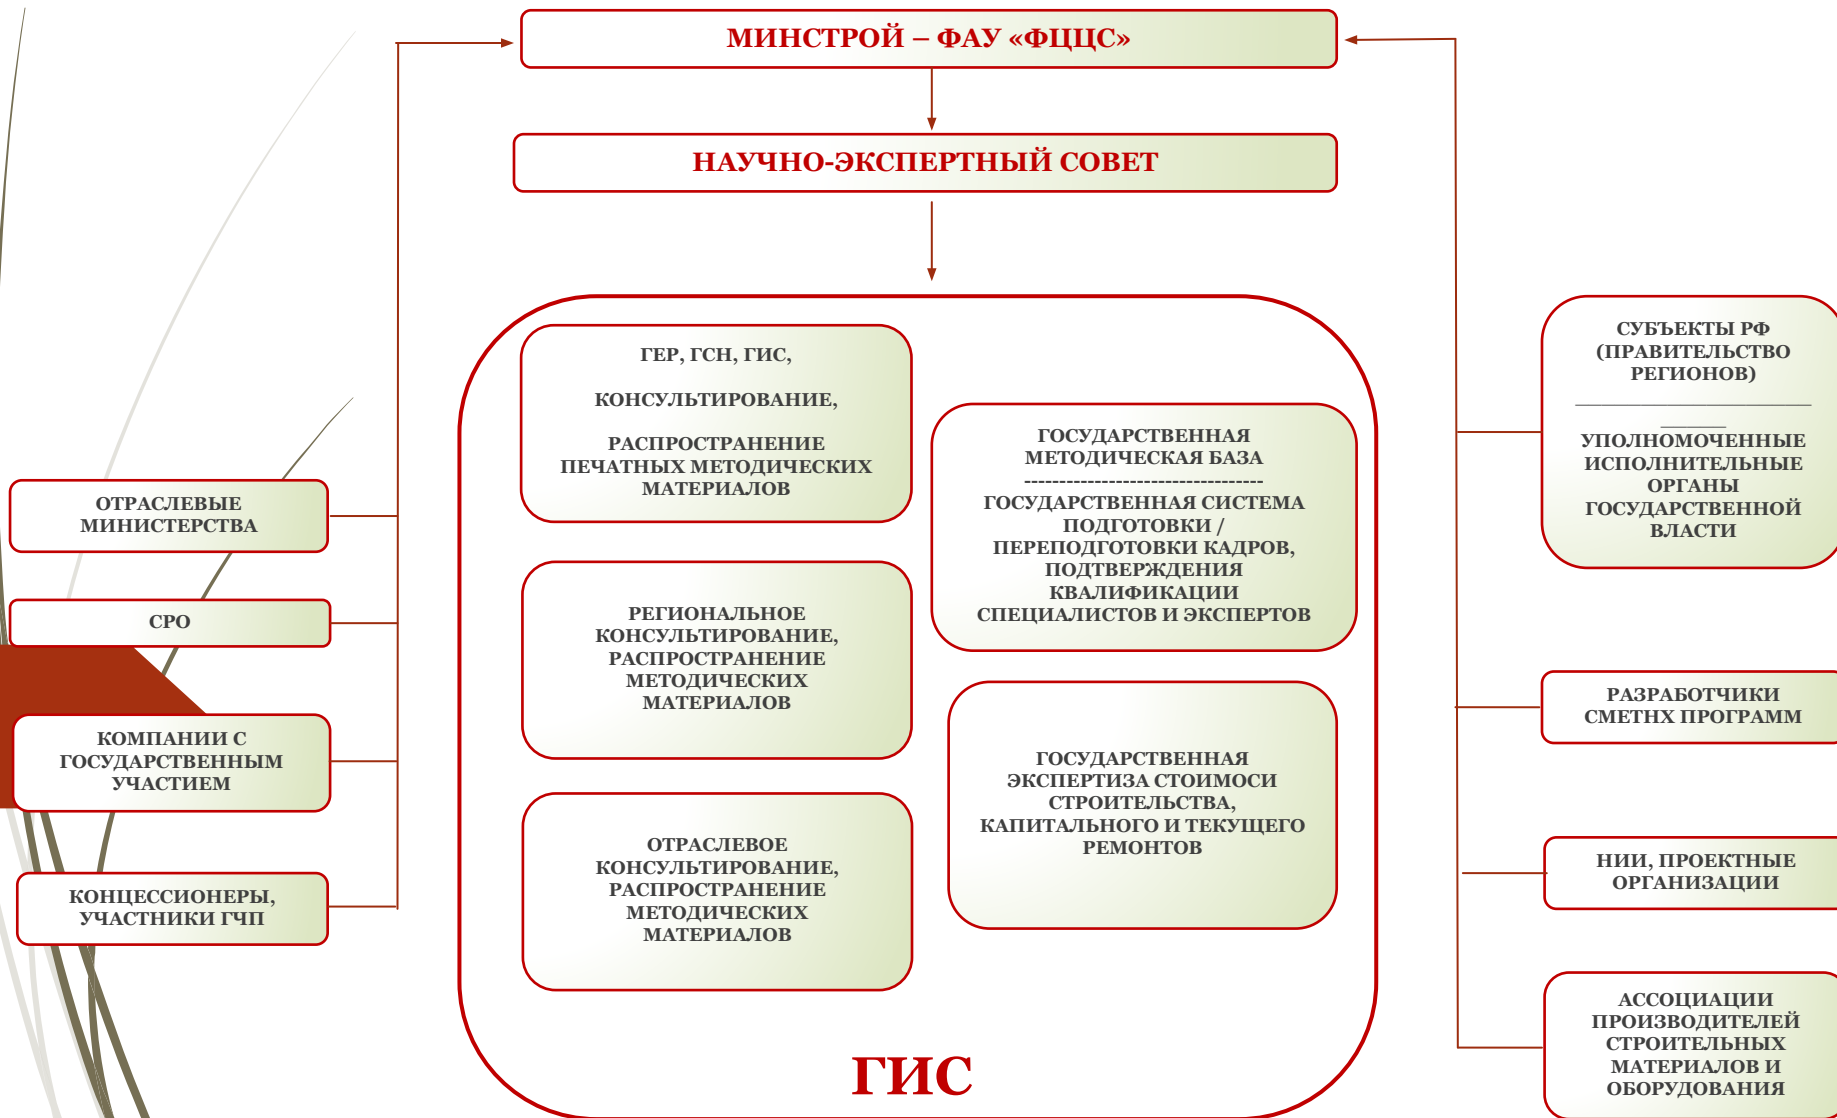 МИНСТРОЙ – ФАУ «ФЦЦС»
НАУЧНО-ЭКСПЕРТНЫЙ СОВЕТ
ОТРАСЛЕВЫЕ
МИНИСТЕРСТВА
СРО
КОМПАНИИ С
ГОСУДАРСТВЕННЫМ
УЧАСТИЕМ
КОНЦЕССИОНЕРЫ,
УЧАСТНИКИ ГЧП
ГЕР, ГСН, ГИС,
КОНСУЛЬТИРОВАНИЕ,
РАСПРОСТРАНЕНИЕ
ПЕЧАТНЫХ МЕТОДИЧЕСКИХ
МАТЕРИАЛОВ
РЕГИОНАЛЬНОЕ
КОНСУЛЬТИРОВАНИЕ,
РАСПРОСТРАНЕНИЕ
МЕТОДИЧЕСКИХ
МАТЕРИАЛОВ
ОТРАСЛЕВОЕ
КОНСУЛЬТИРОВАНИЕ,
РАСПРОСТРАНЕНИЕ
МЕТОДИЧЕСКИХ
МАТЕРИАЛОВ
ГОСУДАРСТВЕННАЯ
МЕТОДИЧЕСКАЯ БАЗА
----------------------------------
ГОСУДАРСТВЕННАЯ СИСТЕМА
ПОДГОТОВКИ /
ПЕРЕПОДГОТОВКИ КАДРОВ,
ПОДТВЕРЖДЕНИЯ
КВАЛИФИКАЦИИ
СПЕЦИАЛИСТОВ И ЭКСПЕРТОВ
ГОСУДАРСТВЕННАЯ
ЭКСПЕРТИЗА СТОИМОСИ
СТРОИТЕЛЬСТВА,
КАПИТАЛЬНОГО И ТЕКУЩЕГО
РЕМОНТОВ
ГИС
СУБЪЕКТЫ РФ
(ПРАВИТЕЛЬСТВО
РЕГИОНОВ)
УПОЛНОМОЧЕННЫЕ
ИСПОЛНИТЕЛЬНЫЕ
ОРГАНЫ
ГОСУДАРСТВЕННОЙ
ВЛАСТИ
РАЗРАБОТЧИКИ
СМЕТНХ ПРОГРАММ
НИИ, ПРОЕКТНЫЕ
ОРГАНИЗАЦИИ
АССОЦИАЦИИ
ПРОИЗВОДИТЕЛЕЙ
СТРОИТЕЛЬНЫХ
МАТЕРИАЛОВ И
ОБОРУДОВАНИЯ